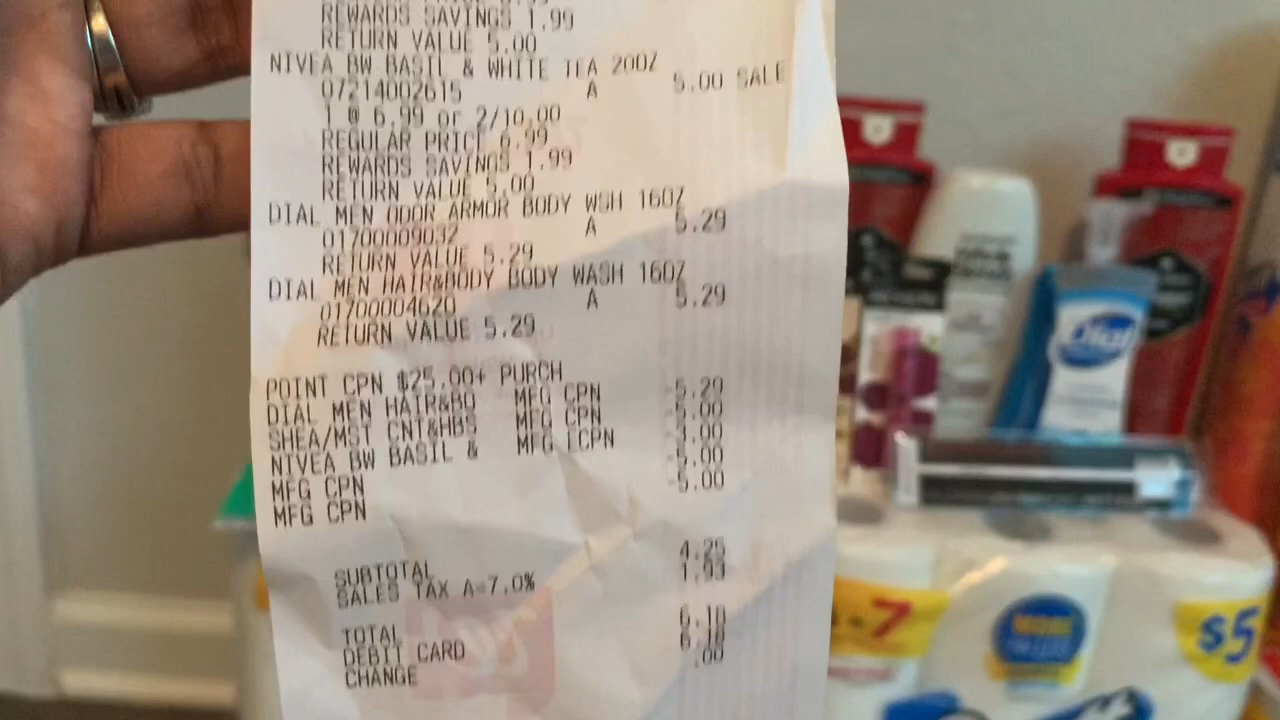 REWARDS SAVINGS 1.99
RETURN VALUE 5.00
NIVEA BW BASIL & WHITE TEA 20OZ
07214002615 A 5.00 SALE
1 @ 6.99 or 2/10.00
REGULAR PRICE 6.99
REWARDS SAVINGS 1.99
RETURN VALUE 5.00
DIAL MEN ODOR ARMOR BODY WSH 16OZ
01700009032 A 5.29
RETURN VALUE 5.29
DIAL MEN HAIR&BODY BODY WASH 16OZ
01700004620 A 5.29
RETURN VALUE 5.29
POINT CPN $25.00+ PURCH
DIAL MEN HAIR&BO MFG CPN -5.29
SHEA/MST CNT&HBS MFG CPN -5.00
NIVEA BW BASIL & MFG ICPN
MFG CPN
MFG CPN -5.00
SUBTOTAL 4.25
SALES TAX A=7.0% 1.93
TOTAL 6.18
DEBIT CARD 6.18
CHANGE .00
Dial
7
$5